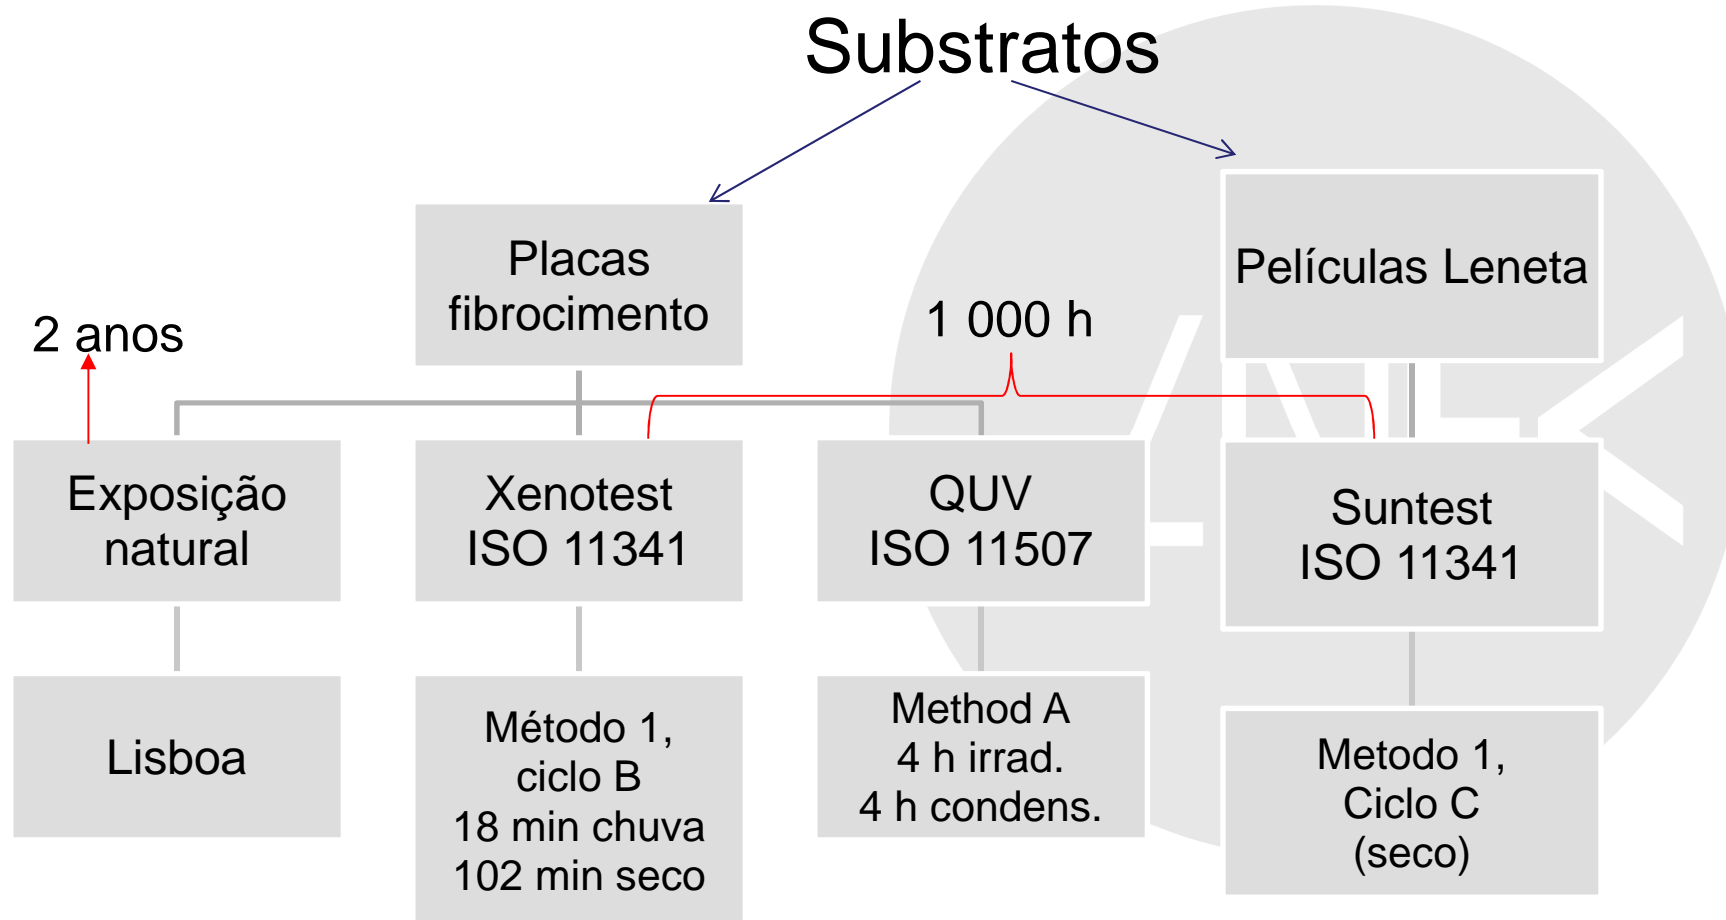 Substratos
Placas
fibrocimento
Películas Leneta
2 anos
1 000 h
Exposição
natural
Xenotest
ISO 11341
QUV
ISO 11507
Suntest
ISO 11341
Lisboa
Método 1,
ciclo B
18 min chuva
102 min seco
Method A
4 h irrad.
4 h condens.
Metodo 1,
Ciclo C
(seco)